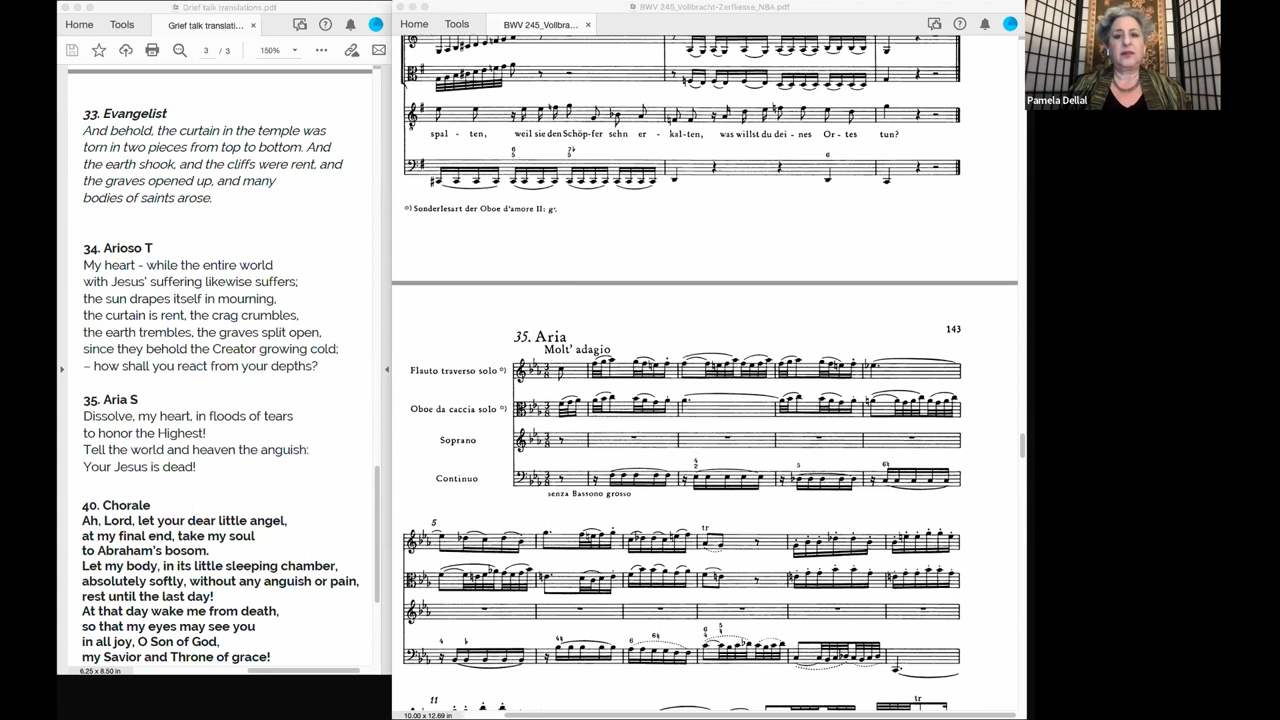 Grief talk translations.pdf
Home Tools Grief talk translati... ×
3 / 3 150%
33. Evangelist
And behold, the curtain in the temple was
torn in two pieces from top to bottom. And
the earth shook, and the cliffs were rent, and
the graves opened up, and many
bodies of saints arose.
34. Arioso T
My heart - while the entire world
with Jesus' suffering likewise suffers;
the sun drapes itself in mourning,
the curtain is rent, the crag crumbles,
the earth trembles, the graves split open,
since they behold the Creator growing cold;
– how shall you react from your depths?
35. Aria S
Dissolve, my heart, in floods of tears
to honor the Highest!
Tell the world and heaven the anguish:
Your Jesus is dead!
40. Chorale
Ah, Lord, let your dear little angel,
at my final end, take my soul
to Abraham's bosom.
Let my body, in its little sleeping chamber,
absolutely softly, without any anguish or pain,
rest until the last day!
At that day wake me from death,
so that my eyes may see you
in all joy, O Son of God,
my Savior and Throne of grace!
6.25 x 8.50 in
BWV 245_Vollbracht-Zerfliesse_NBA.pdf
Home Tools BWV 245_Vollbra... ×
spal - ten, weil sie den Schöp-fer sehn er - kal-ten, was willst du dei - nes Or - tes tun?
*) Sonderlesart der Oboe d'amore II: g'.
143
35. Aria
Molt' adagio
Flauto traverso solo *)
Oboe da caccia solo *)
Soprano
Continuo
senza Bassono grosso
5
tr
11
tr
10.00 x 12.69 in
Pamela Dellal